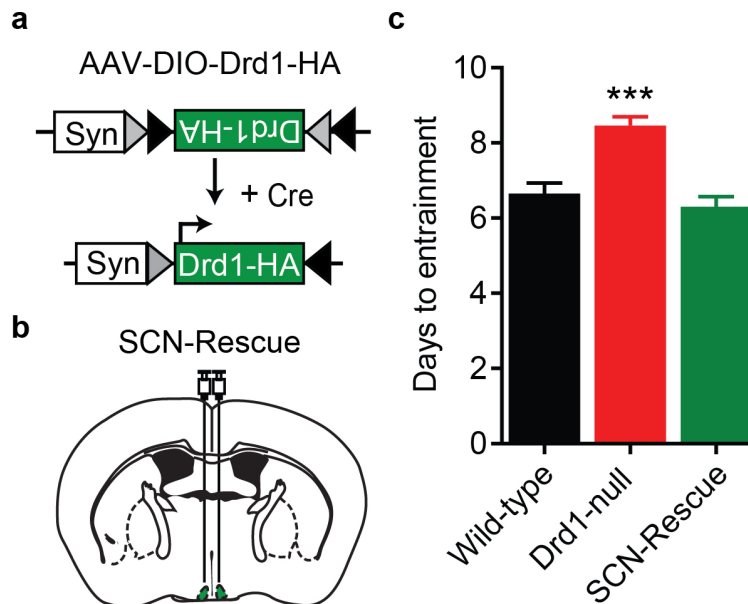 a
AAV-DIO-Drd1-HA
Syn
Drd1-HA
+ Cre
Syn
Drd1-HA
b
SCN-Rescue
c
Days to entrainment
10
8
6
4
2
0
***
Wild-type
Drd1-null
SCN-Rescue